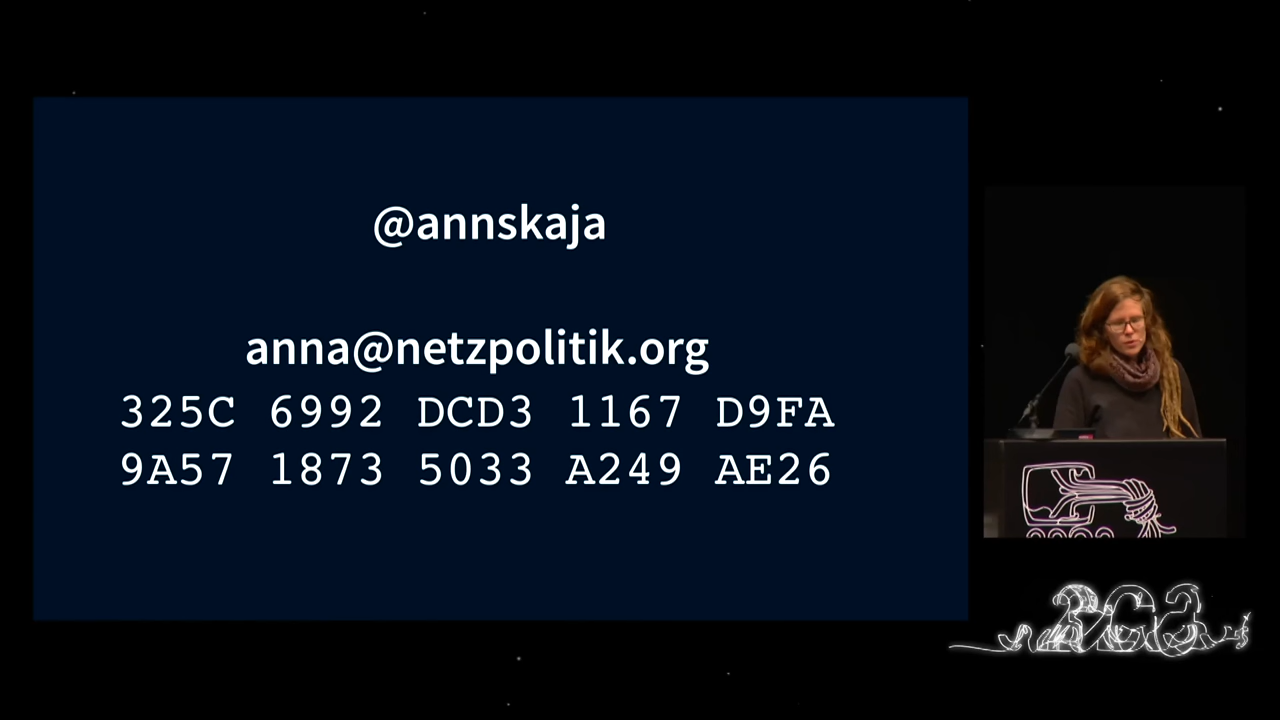 @annskaja
anna@netzpolitik.org
325C 6992 DCD3 1167 D9FA
9A57 1873 5033 A249 AE26